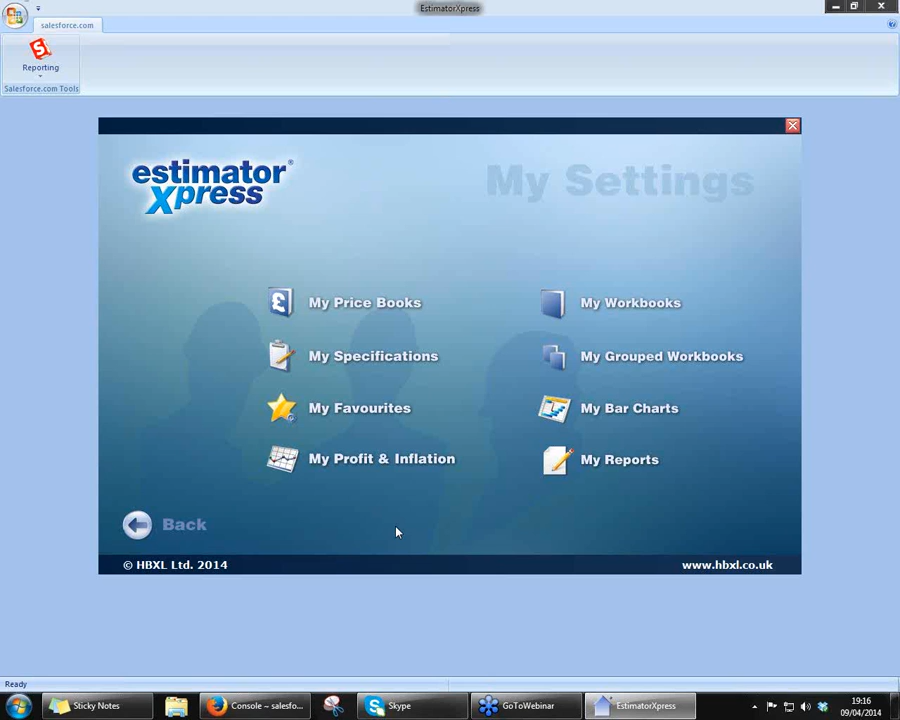 EstimatorXpress
salesforce.com
Reporting
Salesforce.com Tools
estimator®
Xpress
My Settings
My Price Books
My Workbooks
My Specifications
My Grouped Workbooks
My Favourites
My Bar Charts
My Profit & Inflation
My Reports
Back
© HBXL Ltd. 2014
www.hbxl.co.uk
Ready
Sticky Notes
Console ~ salesfo...
Skype
GoToWebinar
EstimatorXpress
19:16
09/04/2014